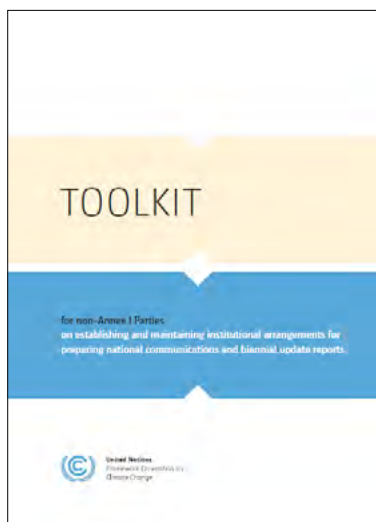 TOOLKIT
for non-Annex I Parties
on establishing and maintaining institutional arrangements for
preparing national communications and biennial update reports.
United Nations
Framework Convention on
Climate Change